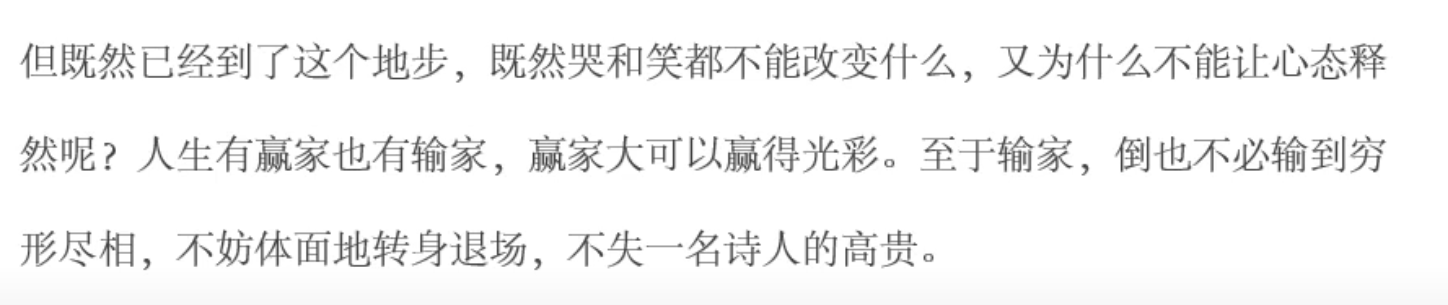 但既然已经到了这个地步，既然哭和笑都不能改变什么，又为什么不能让心态释
然呢？人生有赢家也有输家，赢家大可以赢得光彩。至于输家，倒也不必输到穷
形尽相，不妨体面地转身退场，不失一名诗人的高贵。